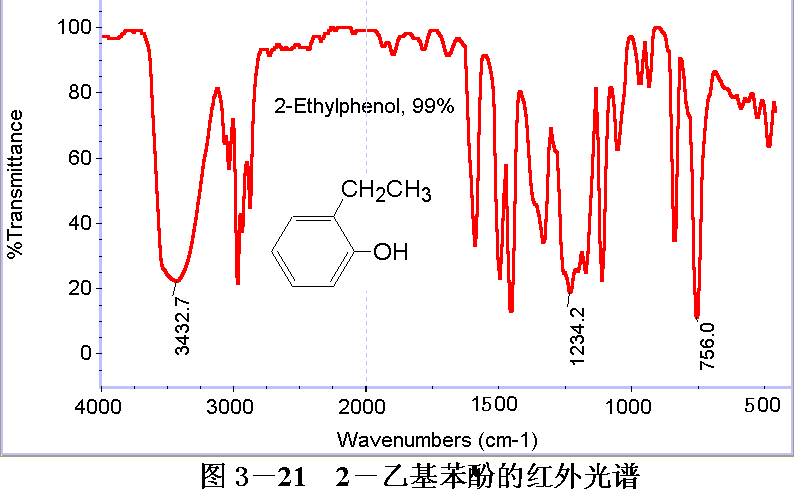 100
80
60
40
20
0
%Transmittance
2-Ethylphenol, 99%
CH2CH3
OH
3432.7
1234.2
756.0
4000 3000 2000 1500 1000 500
Wavenumbers (cm-1)
图 3－21 2－乙基苯酚的红外光谱